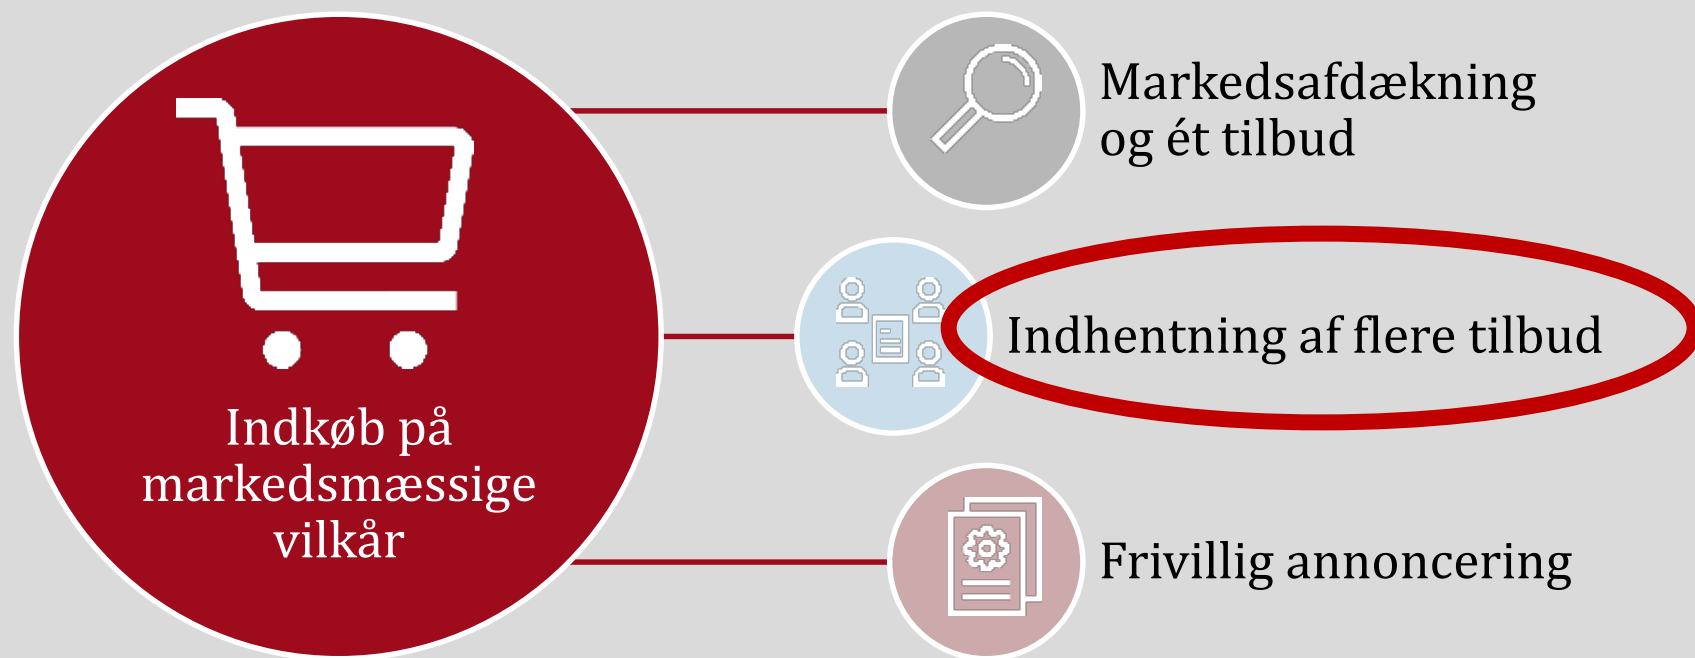 Indkøb på
markedsmæssige
vilkår
Markedsafdækning
og ét tilbud
Indhentning af flere tilbud
Frivillig annoncering